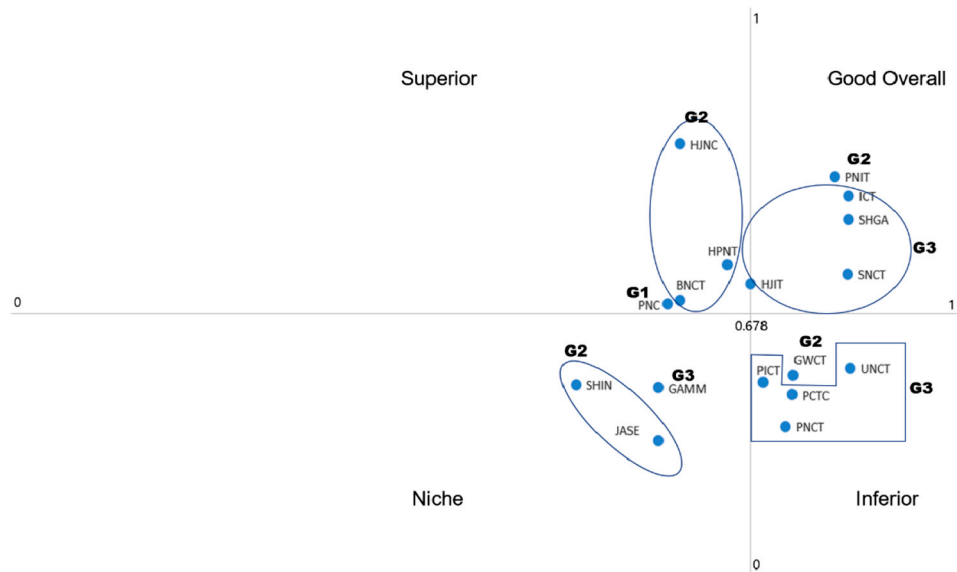 1
Superior
Good Overall
G2
HJNC
G2
PNIT
ICT
SHGA
G3
HPNT
SNCT
HJIT
BNCT
G1
PNC
0
1
0.678
G2
G2
GWCT
PICT
UNCT
G3
SHIN
GAMM
G3
PCTC
JASE
PNCT
Niche
Inferior
0